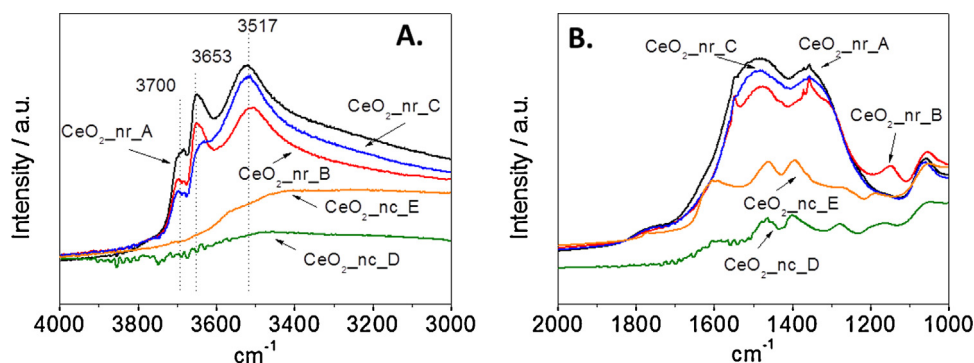 A.
3517
3653
3700
CeO2_nr_A
CeO2_nr_C
CeO2_nr_B
CeO2_nc_E
CeO2_nc_D
Intensity / a.u.
4000 3800 3600 3400 3200 3000
cm-1
B.
CeO2_nr_C
CeO2_nr_A
CeO2_nr_B
CeO2_nc_E
CeO2_nc_D
Intensity / a.u.
2000 1800 1600 1400 1200 1000
cm-1